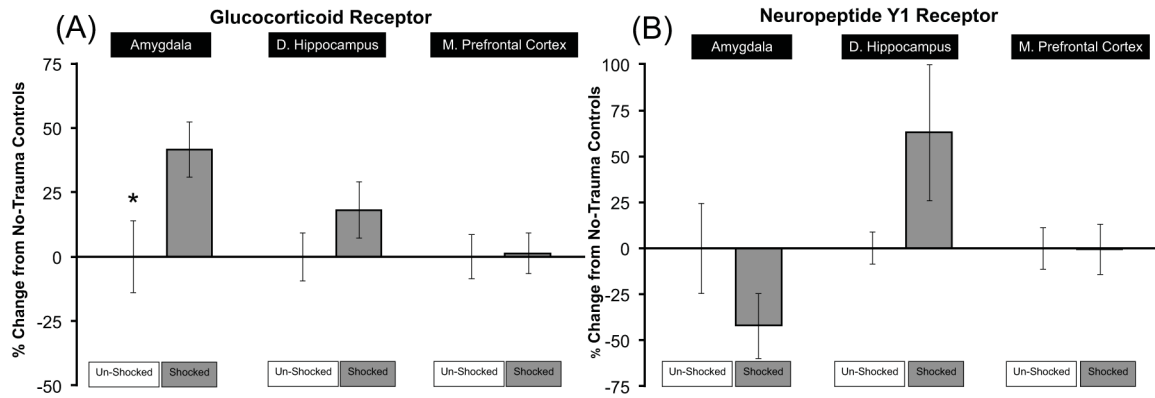 (A)
Glucocorticoid Receptor
Amygdala
D. Hippocampus
M. Prefrontal Cortex
% Change from No-Trauma Controls
75
50
25
0
-25
-50
*
Un-Shocked
Shocked
Un-Shocked
Shocked
Un-Shocked
Shocked
(B)
Neuropeptide Y1 Receptor
Amygdala
D. Hippocampus
M. Prefrontal Cortex
% Change from No-Trauma Controls
100
75
50
25
0
-25
-50
-75
Un-Shocked
Shocked
Un-Shocked
Shocked
Un-Shocked
Shocked